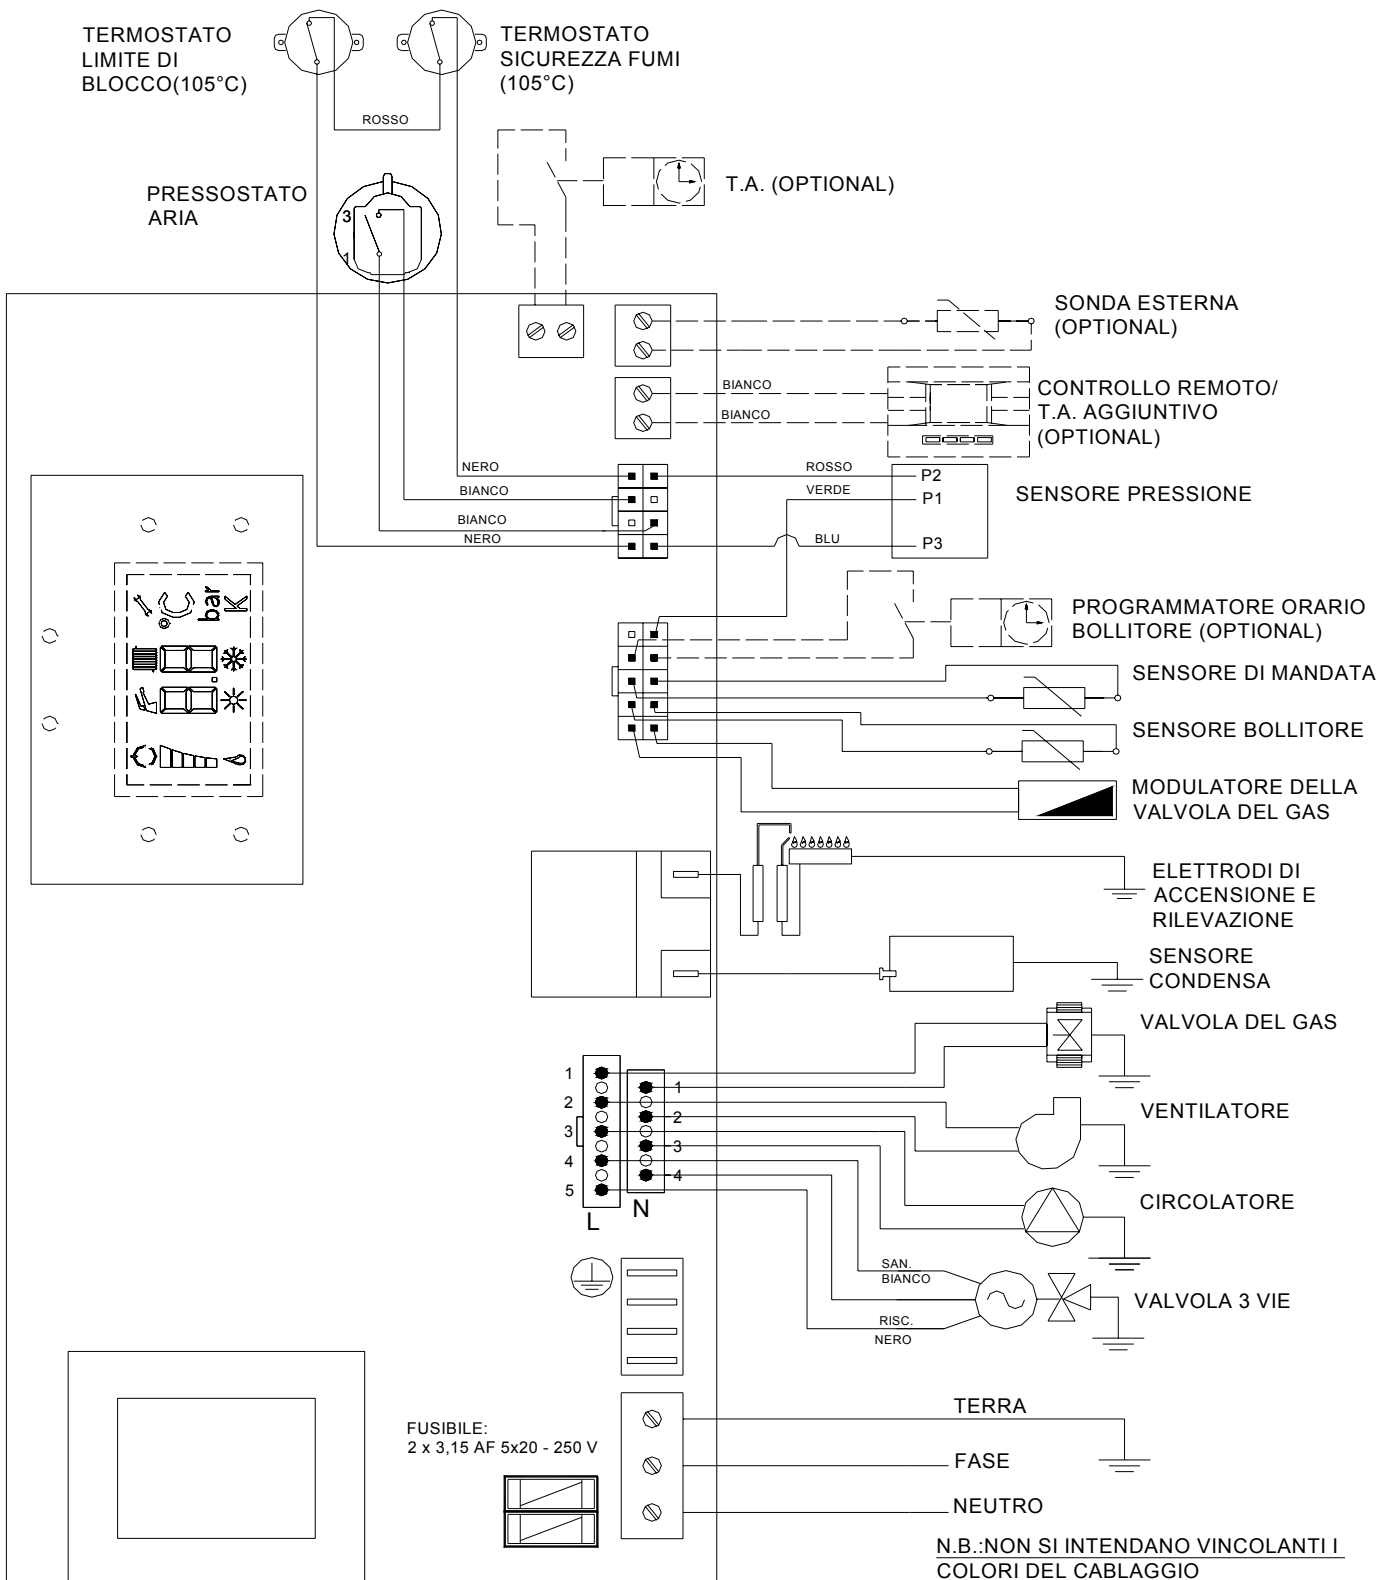 TERMOSTATO
LIMITE DI
BLOCCO(105°C)
TERMOSTATO
SICUREZZA FUMI
(105°C)
ROSSO
PRESSOSTATO
ARIA
3
1
T.A. (OPTIONAL)
SONDA ESTERNA
(OPTIONAL)
BIANCO
BIANCO
CONTROLLO REMOTO/
T.A. AGGIUNTIVO
(OPTIONAL)
NERO
BIANCO
BIANCO
NERO
ROSSO
VERDE
BLU
P2
P1
P3
SENSORE PRESSIONE
°C
bar
K
PROGRAMMATORE ORARIO
BOLLITORE (OPTIONAL)
SENSORE DI MANDATA
SENSORE BOLLITORE
MODULATORE DELLA
VALVOLA DEL GAS
ELETTRODI DI
ACCENSIONE E
RILEVAZIONE
SENSORE
CONDENSA
VALVOLA DEL GAS
1
2
3
4
5
L
1
2
3
4
N
VENTILATORE
CIRCOLATORE
SAN.
BIANCO
RISC.
NERO
VALVOLA 3 VIE
FUSIBILE:
2 x 3,15 AF 5x20 - 250 V
TERRA
FASE
NEUTRO
N.B.:NON SI INTENDANO VINCOLANTI I
COLORI DEL CABLAGGIO